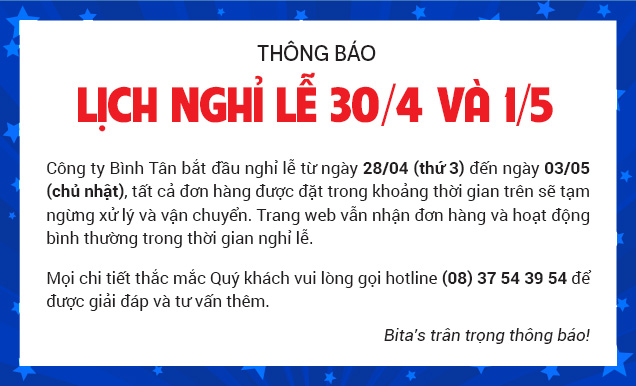 THÔNG BÁO
LỊCH NGHỈ LỄ 30/4 VÀ 1/5
Công ty Bình Tân bắt đầu nghỉ lễ từ ngày 28/04 (thứ 3) đến ngày 03/05
(chủ nhật), tất cả đơn hàng được đặt trong khoảng thời gian trên sẽ tạm
ngừng xử lý và vận chuyển. Trang web vẫn nhận đơn hàng và hoạt động
bình thường trong thời gian nghỉ lễ.
Mọi chi tiết thắc mắc Quý khách vui lòng gọi hotline (08) 37 54 39 54 để
được giải đáp và tư vấn thêm.
Bita's trân trọng thông báo!